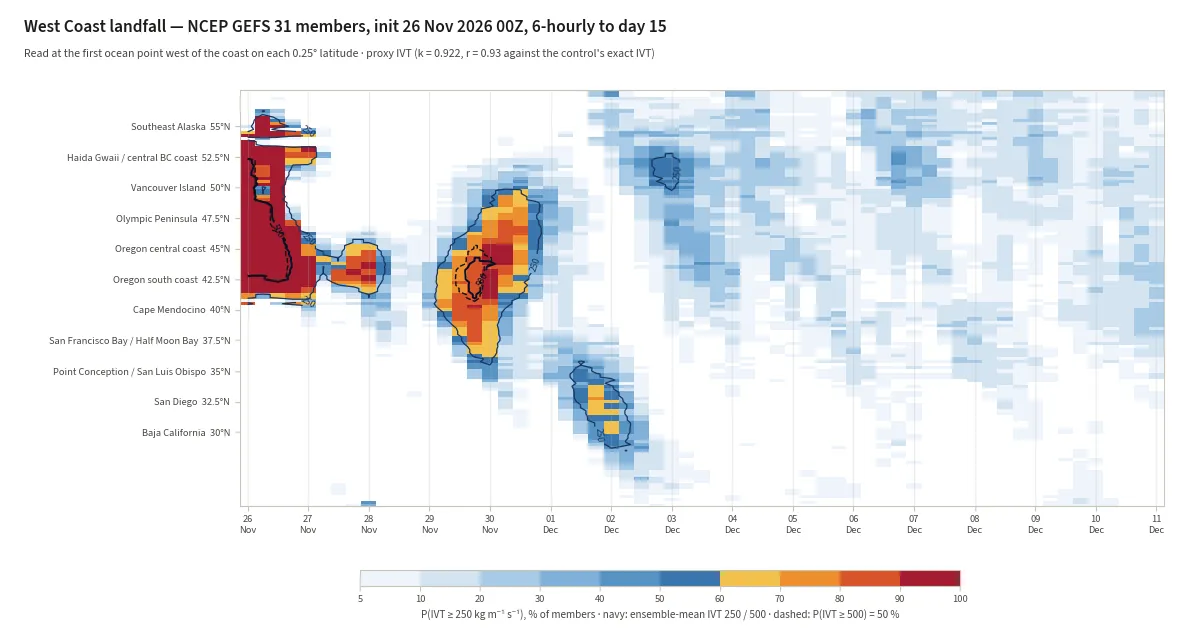 West Coast landfall — NCEP GEFS 31 members, init 26 Nov 2026 00Z, 6-hourly to day 15
Read at the first ocean point west of the coast on each 0.25° latitude · proxy IVT (k = 0.922, r = 0.93 against the control's exact IVT)
Southeast Alaska 55°N
Haida Gwaii / central BC coast 52.5°N
Vancouver Island 50°N
Olympic Peninsula 47.5°N
Oregon central coast 45°N
Oregon south coast 42.5°N
Cape Mendocino 40°N
San Francisco Bay / Half Moon Bay 37.5°N
Point Conception / San Luis Obispo 35°N
San Diego 32.5°N
Baja California 30°N
250
250
26 27 28 29 30 01 02 03 04 05 06 07 08 09 10 11
Nov Nov Nov Nov Nov Dec Dec Dec Dec Dec Dec Dec Dec Dec Dec Dec
5 10 20 30 40 50 60 70 80 90 100
P(IVT ≥ 250 kg m⁻¹ s⁻¹), % of members · navy: ensemble-mean IVT 250 / 500 · dashed: P(IVT ≥ 500) = 50 %